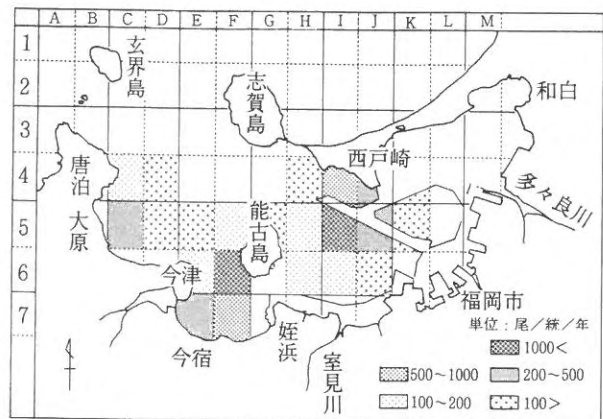 A B C D E F G H I J K L M
1
2
3
4
5
6
7
玄界島
志賀島
和白
西戸崎
唐泊
大原
能古島
多々良川
今津
福岡市
今宿
姪浜
室見川
単位：尾／統／年
1000<
500～1000
200～500
100～200
100>